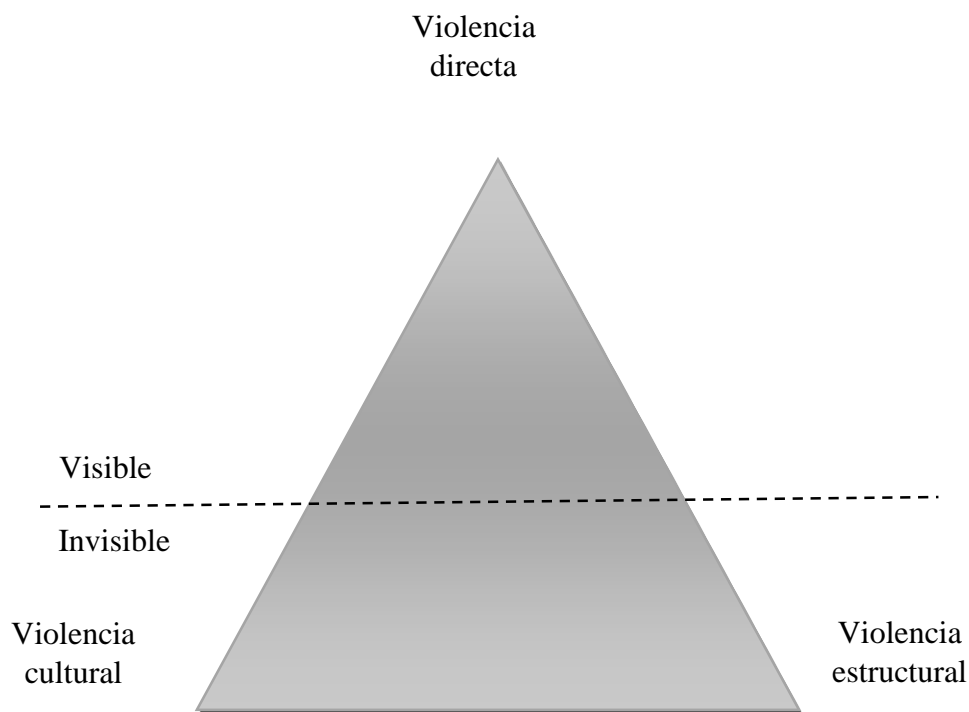 Violencia
directa
Visible
Invisible
Violencia
cultural
Violencia
estructural